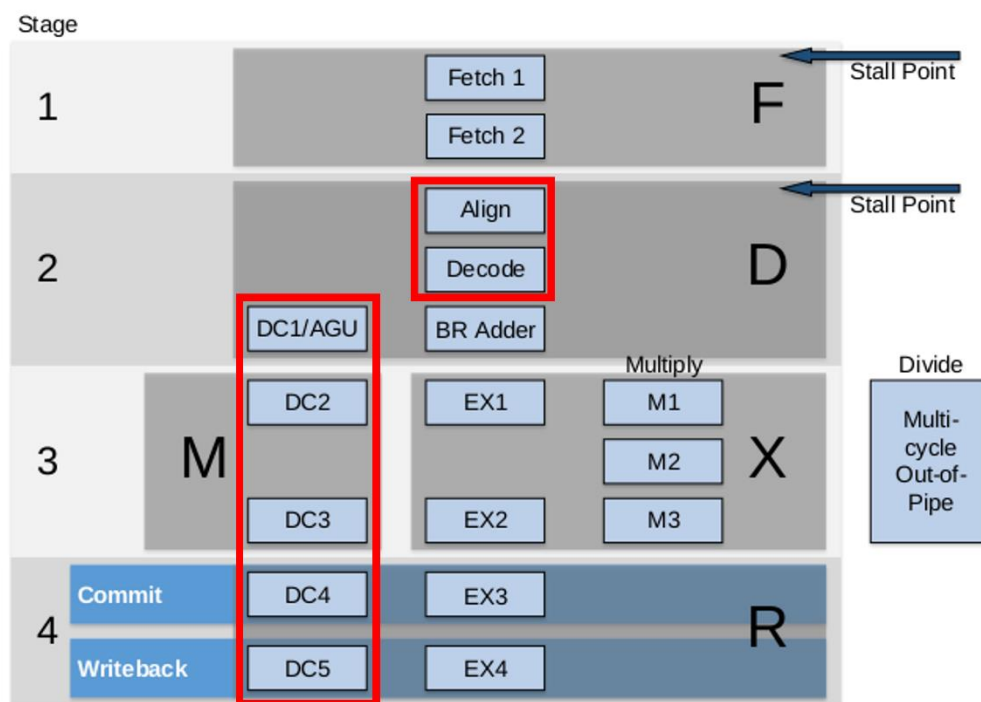 Stage
1
Fetch 1
Fetch 2
F
Stall Point
2
Align
Decode
DC1/AGU
BR Adder
D
Stall Point
3
M
DC2
DC3
EX1
EX2
Multiply
M1
M2
M3
X
Divide
Multi-
cycle
Out-of-
Pipe
4
Commit
DC4
EX3
R
Writeback
DC5
EX4